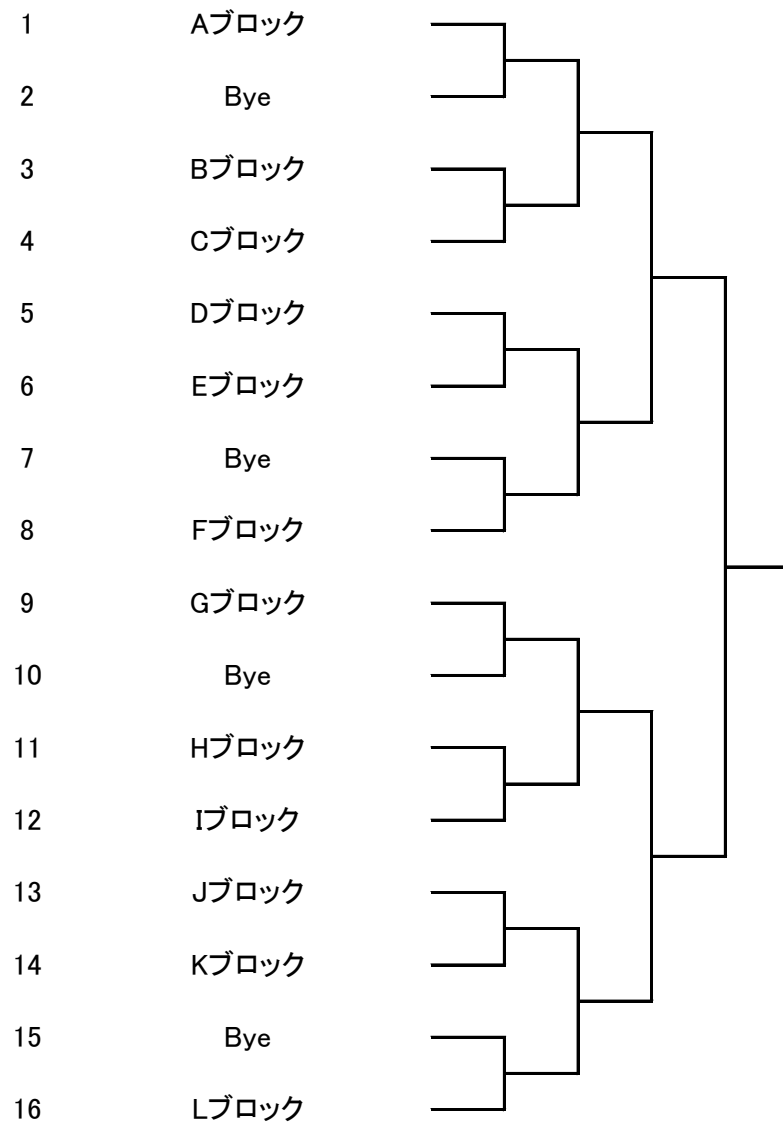 1 Aブロック
2 Bye
3 Bブロック
4 Cブロック
5 Dブロック
6 Eブロック
7 Bye
8 Fブロック
9 Gブロック
10 Bye
11 Hブロック
12 Iブロック
13 Jブロック
14 Kブロック
15 Bye
16 Lブロック